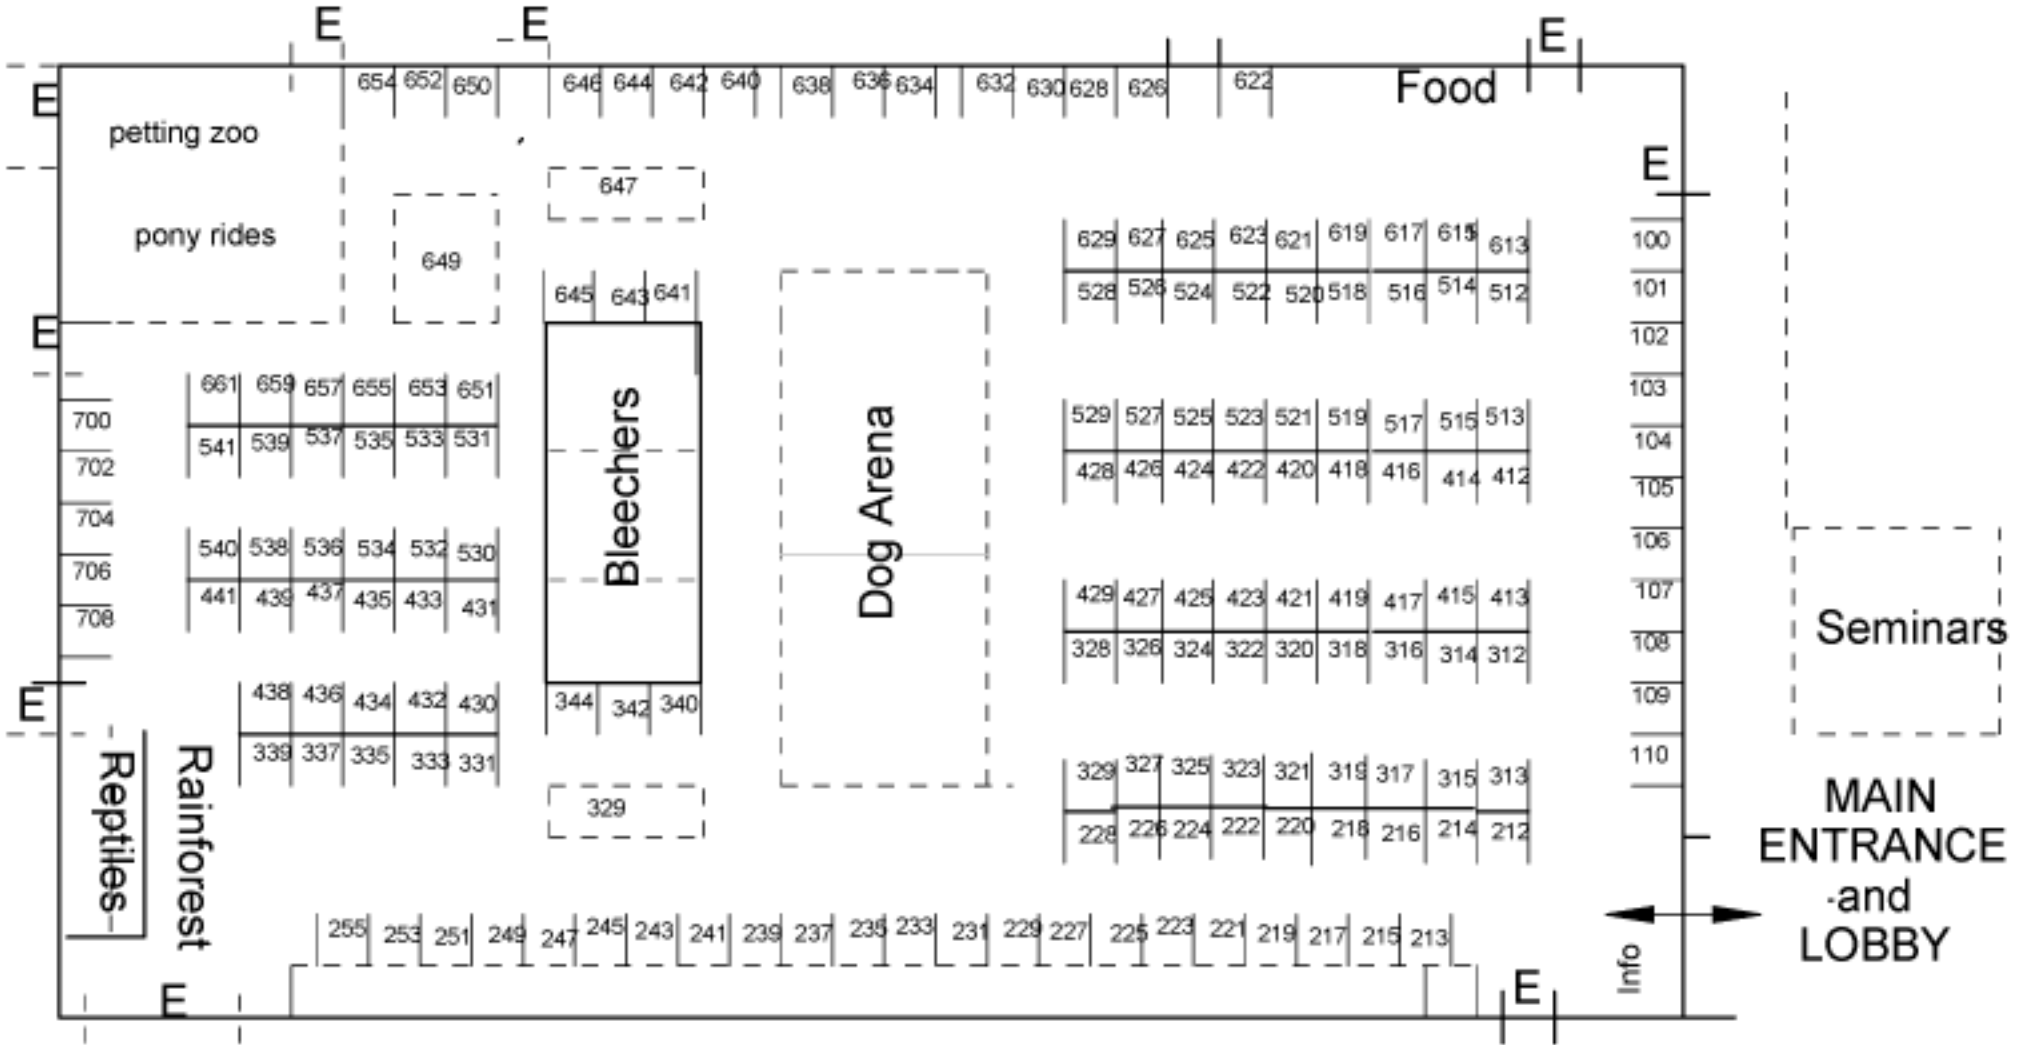 E E E
654 652 650 646 644 642 640 638 636 634 632 630 628 626 622 Food
E
petting zoo
647
E
pony rides
649
629 627 625 623 621 619 617 615 613 100
528 526 524 522 520 518 516 514 512 101
645 643 641
E
102
661 659 657 655 653 651 103
700
541 539 537 535 533 531
529 527 525 523 521 519 517 515 513 104
702
428 426 424 422 420 418 416 414 412 105
704
Bleechers
Dog Arena
540 538 536 534 532 530 106
706
441 439 437 435 433 431
429 427 425 423 421 419 417 415 413 107
708
Seminars
328 326 324 322 320 318 316 314 312 108
E
438 436 434 432 430 344 342 340 109
339 337 335 333 331
329 327 325 323 321 319 317 315 313 110
Reptiles
Rainforest
329
228 226 224 222 220 218 216 214 212
MAIN
ENTRANCE
-and
LOBBY
255 253 251 249 247 245 243 241 239 237 235 233 231 229 227 225 223 221 219 217 215 213
Info
E E